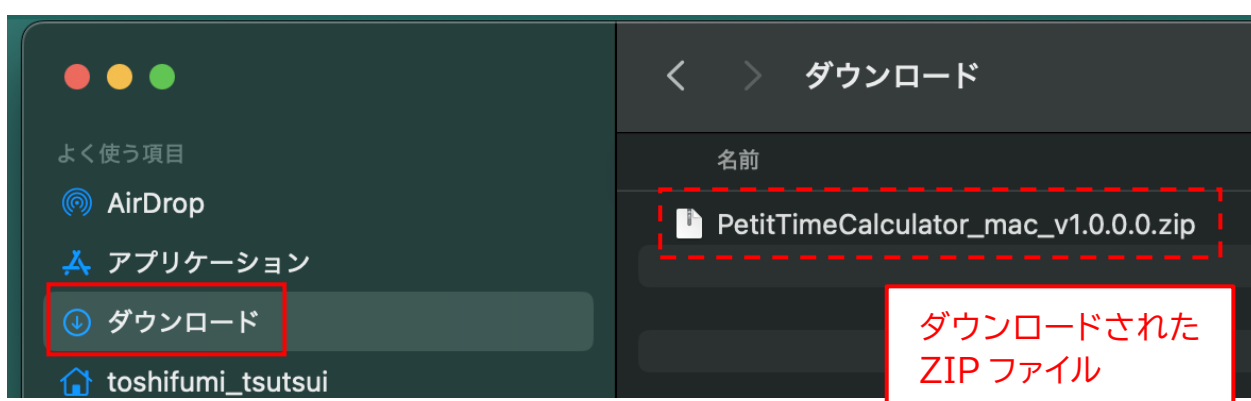 よく使う項目
AirDrop
アプリケーション
ダウンロード
toshifumi_tsutsui
ダウンロード
名前
PetitTimeCalculator_mac_v1.0.0.0.zip
ダウンロードされた
ZIP ファイル